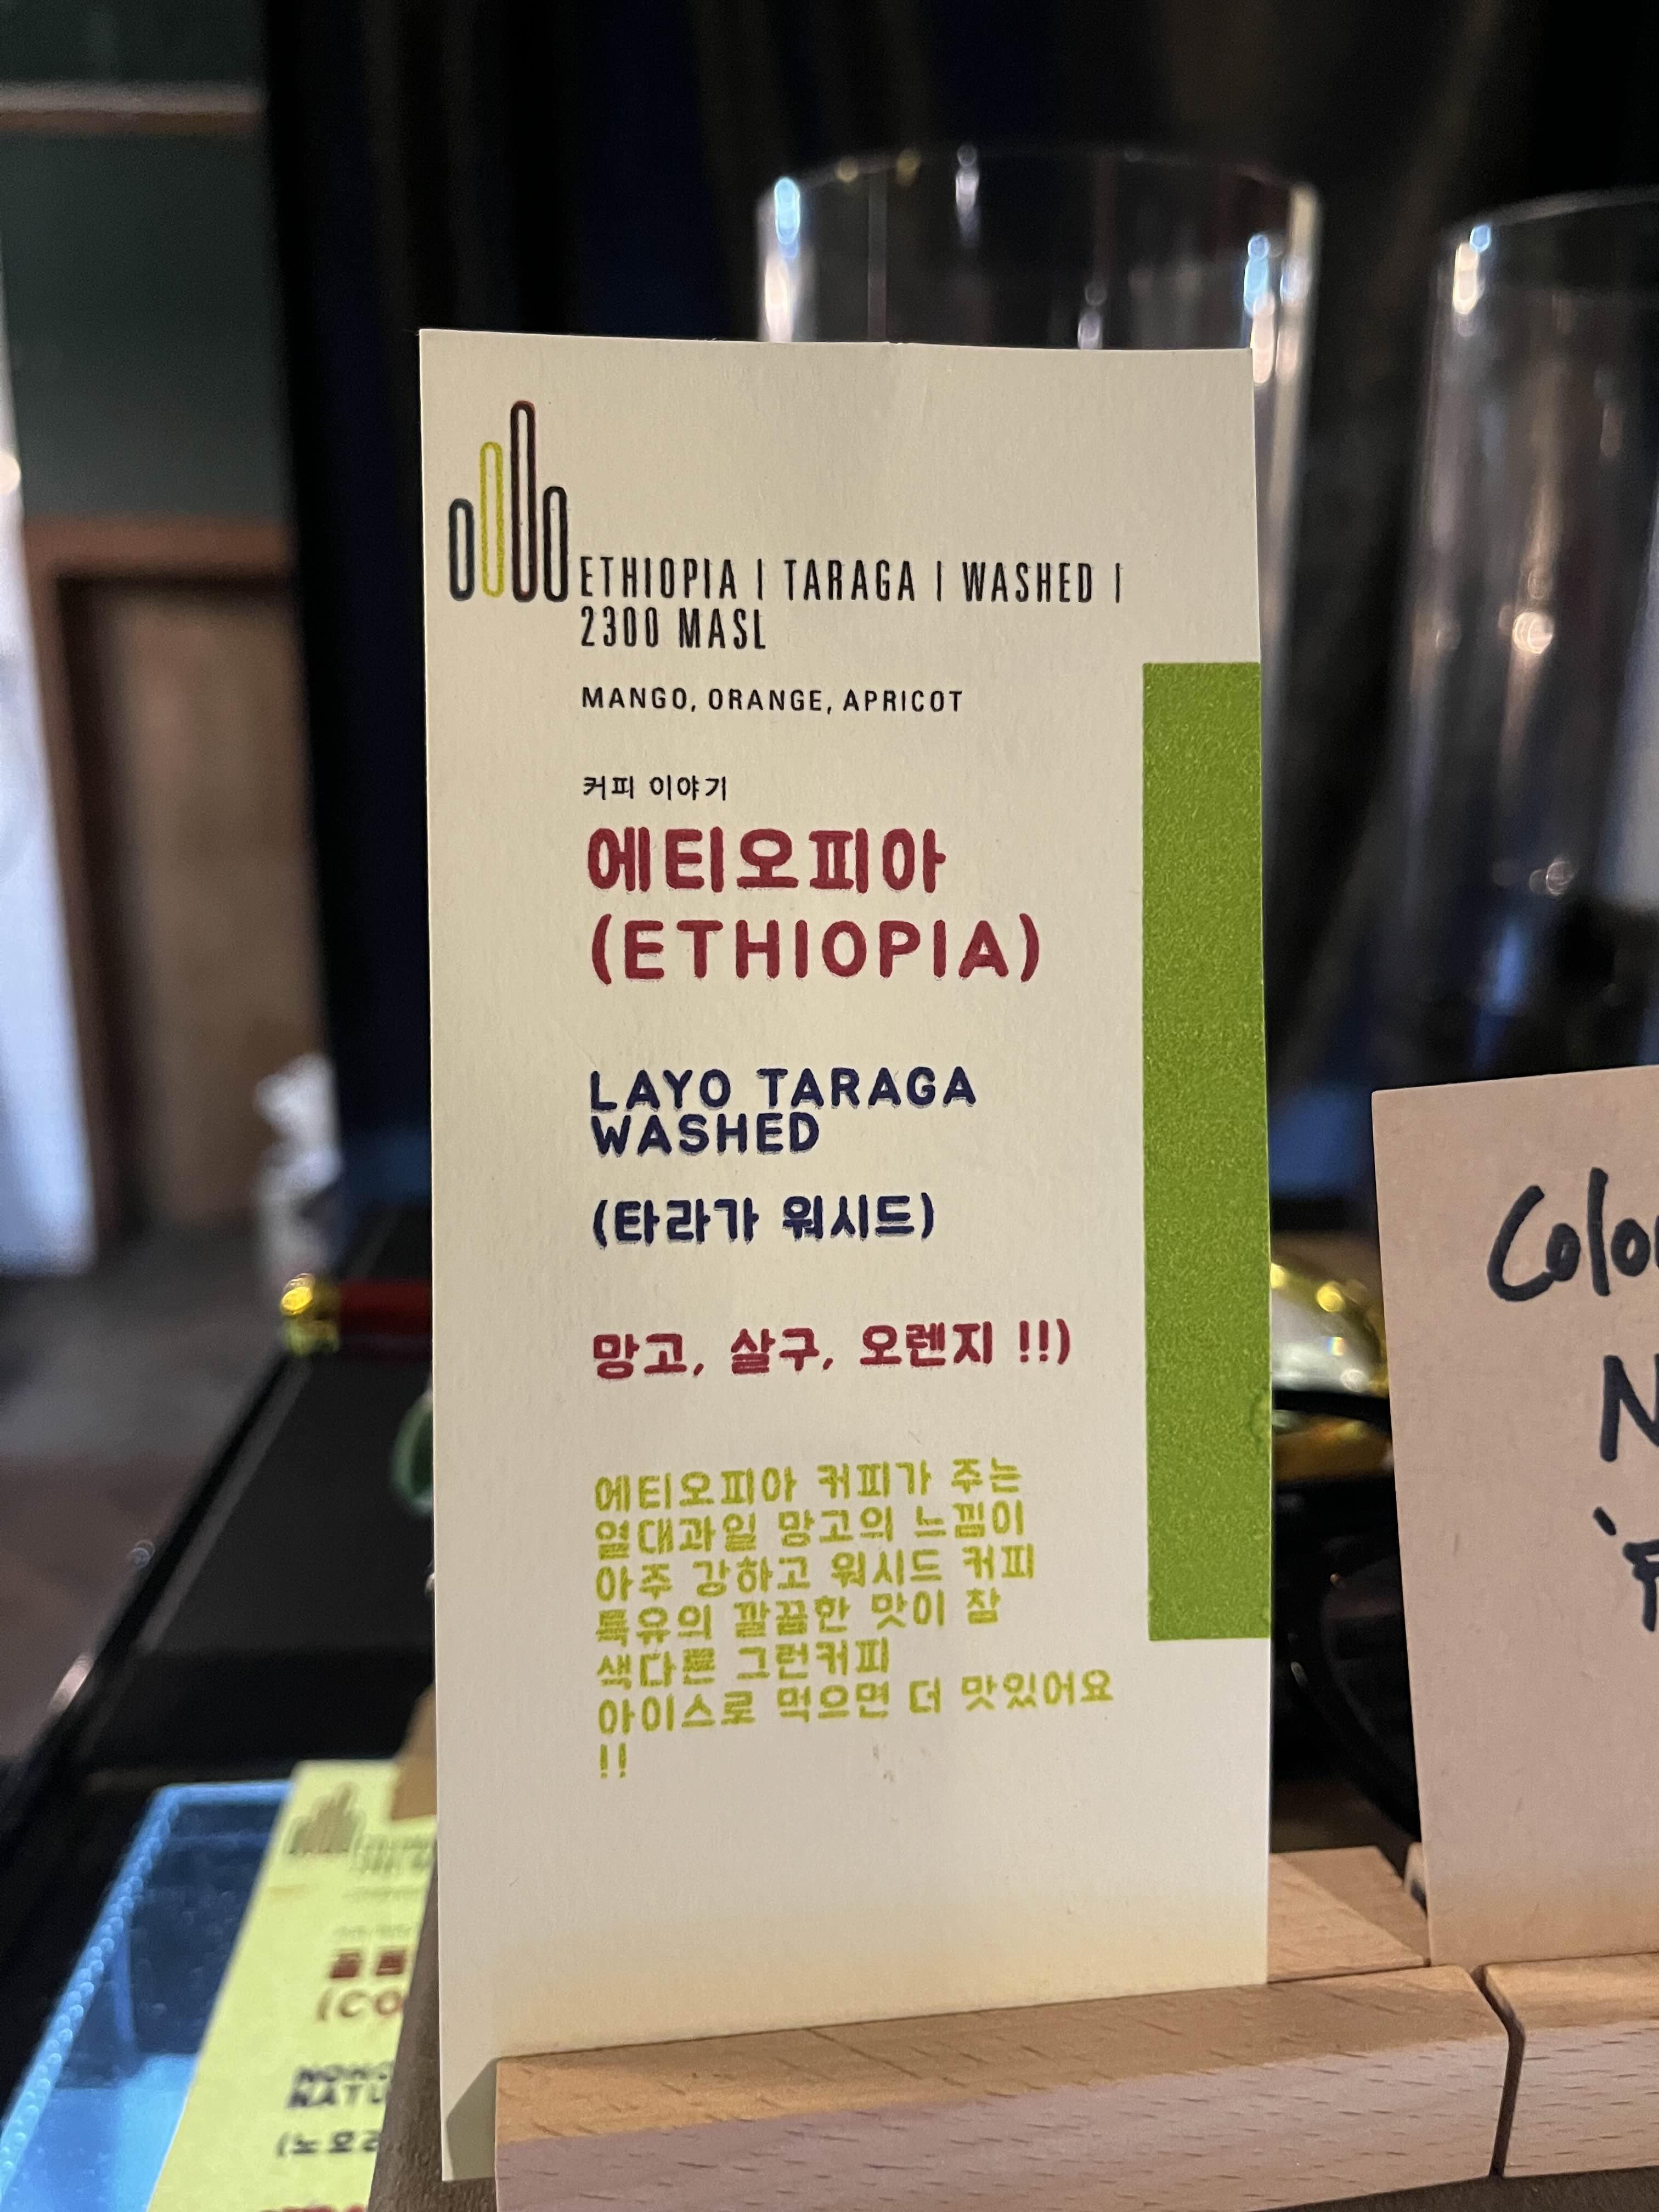 ETHIOPIA | TARAGA | WASHED |
2300 MASL
MANGO, ORANGE, APRICOT
커피 이야기
에티오피아
(ETHIOPIA)
LAYO TARAGA
WASHED
(타라가 워시드)
망고, 살구, 오렌지 !!)
에티오피아 커피가 주는
열대과일 망고의 느낌이
아주 강하고 워시드 커피
특유의 깔끔한 맛이 참
색다른 그런커피
아이스로 먹으면 더 맛있어요
!!
Colo
N
(CO
NATU